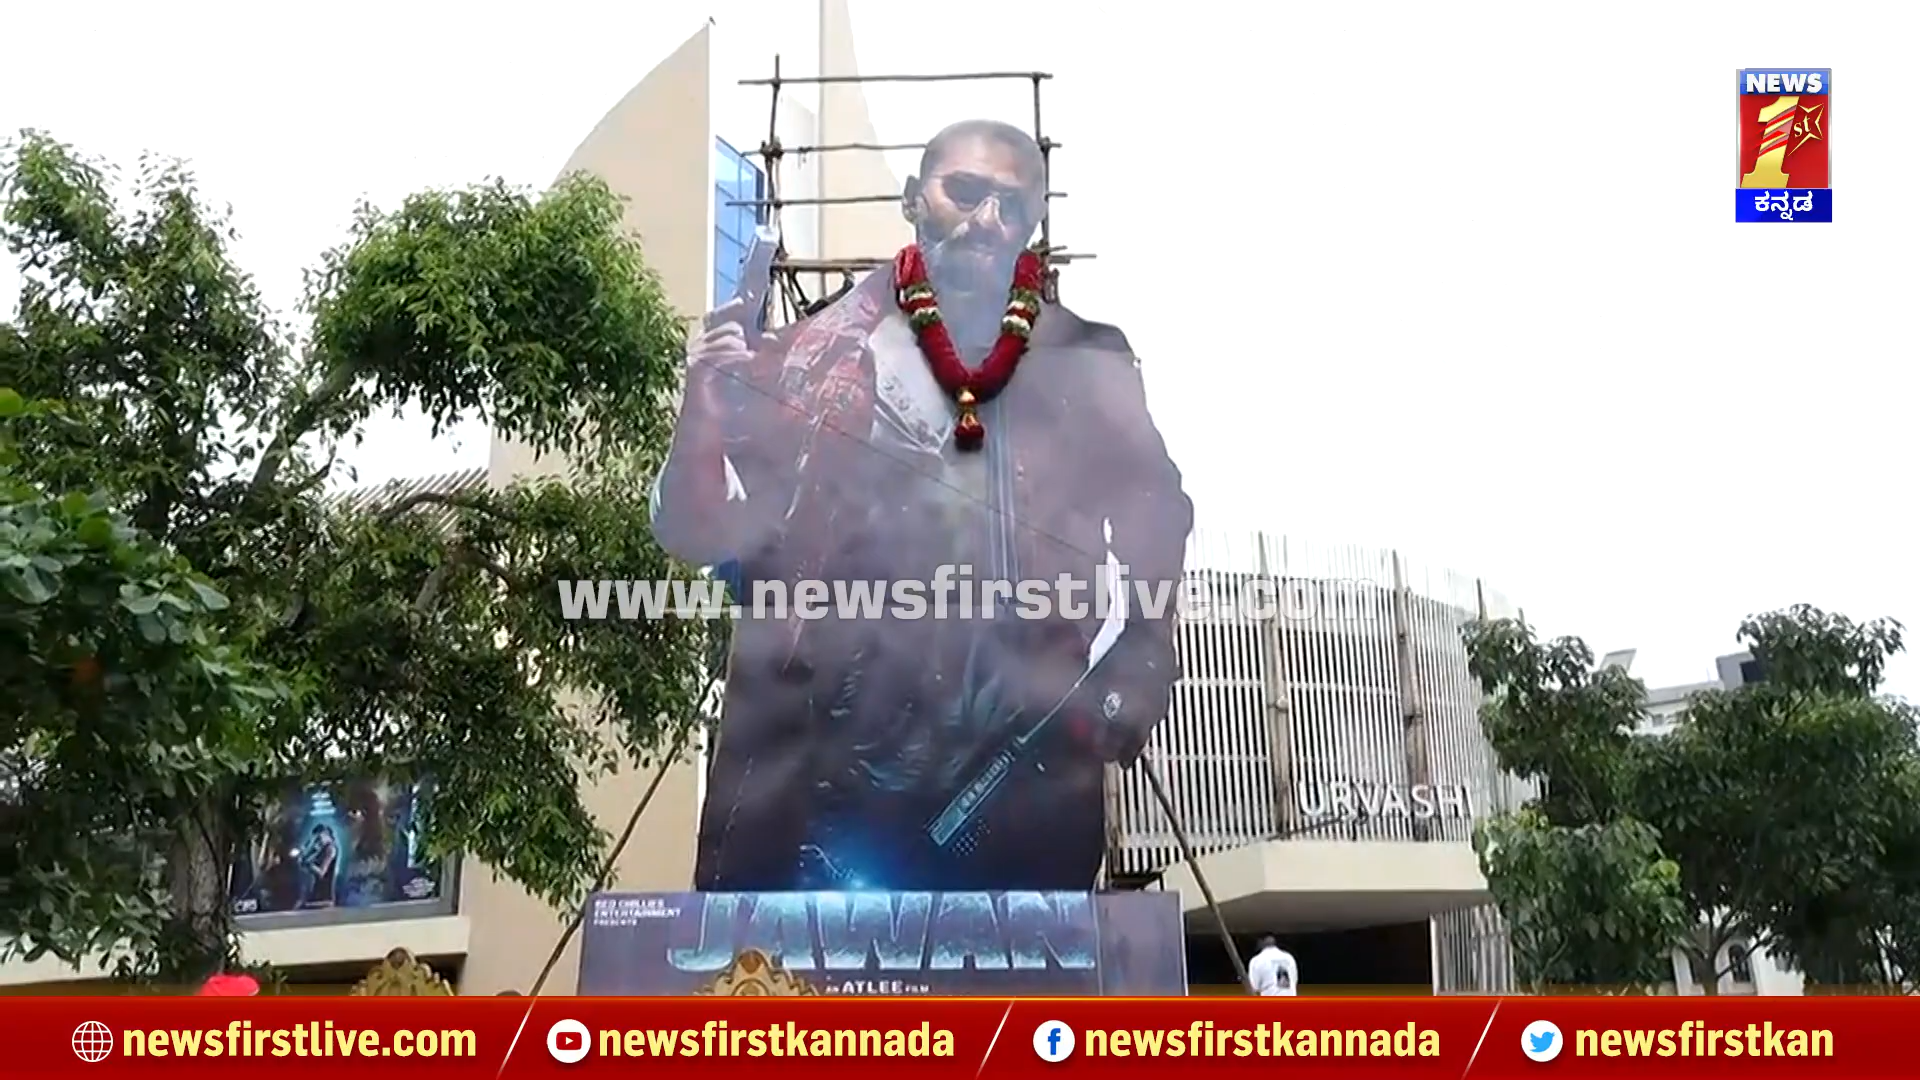 NEWS
1st
ಕನ್ನಡ
www.newsfirstlive.com
URVASHI
RED CHILLIES
ENTERTAINMENT
PRESENTS
JAWAN
AN ATLEE FILM
newsfirstlive.com
newsfirstkannada
newsfirstkannada
newsfirstkan